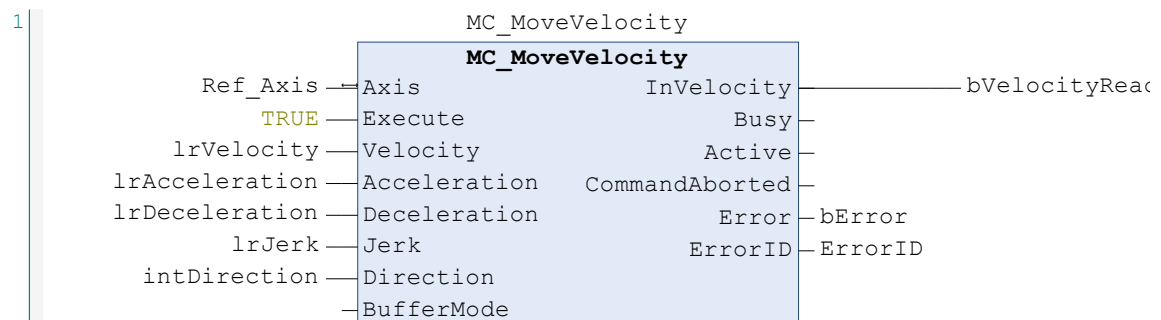 1
MC_MoveVelocity
MC_MoveVelocity
Ref_Axis Axis InVelocity bVelocityReac
TRUE Execute Busy
lrVelocity Velocity Active
lrAcceleration Acceleration CommandAborted
lrDeceleration Deceleration Error bError
lrJerk Jerk ErrorID ErrorID
intDirection Direction
BufferMode